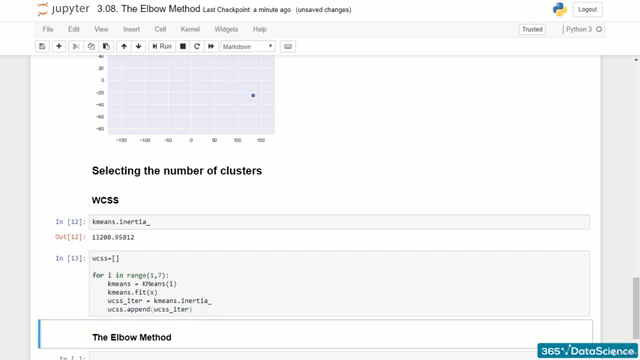 jupyter 3.08. The Elbow Method Last Checkpoint: a minute ago (unsaved changes)
Logout
File Edit View Insert Cell Kernel Widgets Help
Trusted Python 3
Run Markdown
40
20
0
-20
-40
-60
-80
-150 -100 -50 0 50 100 150
Selecting the number of clusters
WCSS
In [12]: kmeans.inertia_
Out[12]: 13208.95812
In [13]: wcss=[]
for i in range(1,7):
kmeans = KMeans(i)
kmeans.fit(x)
wcss_iter = kmeans.inertia_
wcss.append(wcss_iter)
The Elbow Method
In [ ]:
365 DataScience